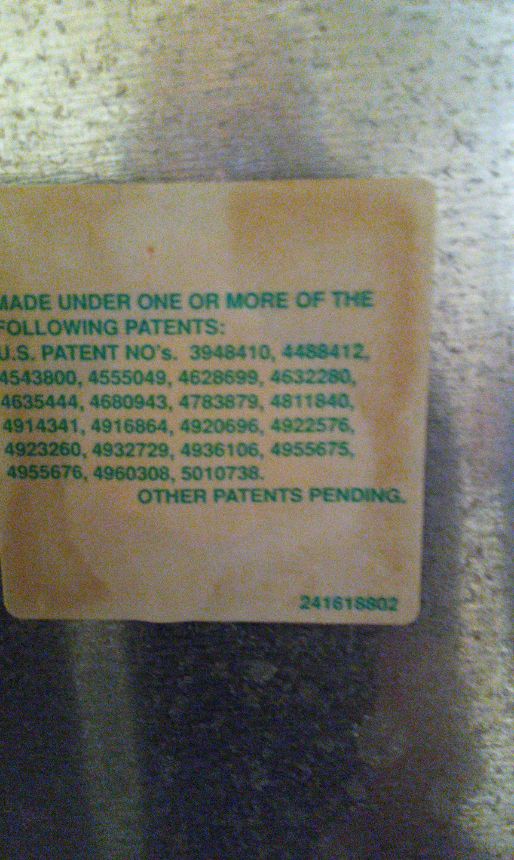 MADE UNDER ONE OR MORE OF THE
FOLLOWING PATENTS:
U.S. PATENT NO's. 3948410, 4488412,
4543800, 4555049, 4628699, 4632280,
4635444, 4680943, 4783879, 4811840,
4914341, 4916864, 4920696, 4922576,
4923260, 4932729, 4936106, 4955675,
4955676, 4960308, 5010738.
OTHER PATENTS PENDING.
241618802